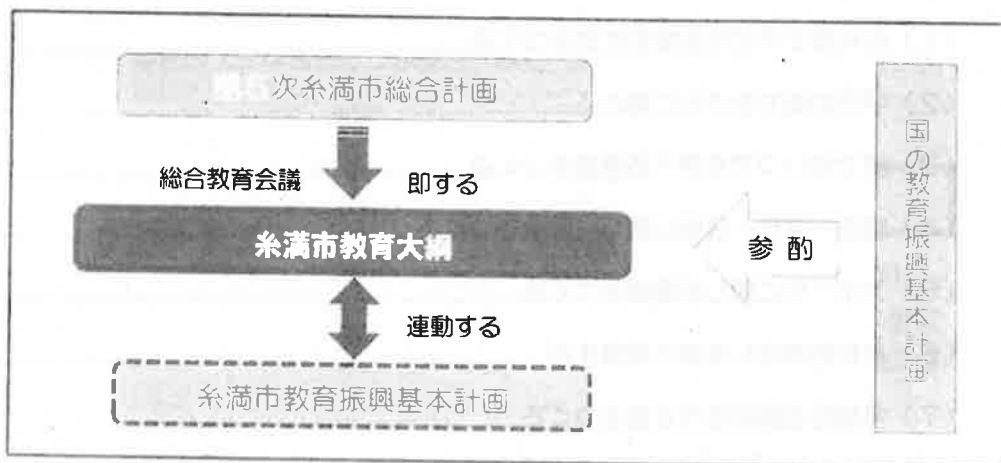 次糸満市総合計画
総合教育会議
即する
糸満市教育大綱
参酌
国の教育振興基本計画
連動する
糸満市教育振興基本計画